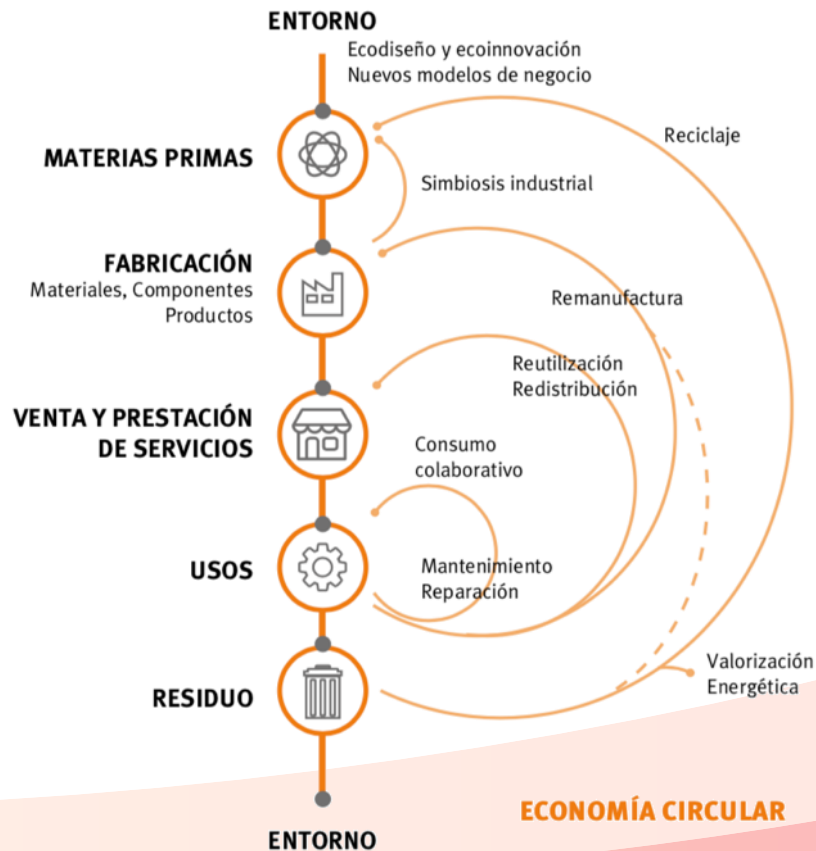 ENTORNO
Ecodiseño y ecoinnovación
Nuevos modelos de negocio
Reciclaje
MATERIAS PRIMAS
Simbiosis industrial
FABRICACIÓN
Materiales, Componentes
Productos
Remanufactura
Reutilización
Redistribución
VENTA Y PRESTACIÓN
DE SERVICIOS
Consumo
colaborativo
USOS
Mantenimiento
Reparación
RESIDUO
Valorización
Energética
ECONOMÍA CIRCULAR
ENTORNO